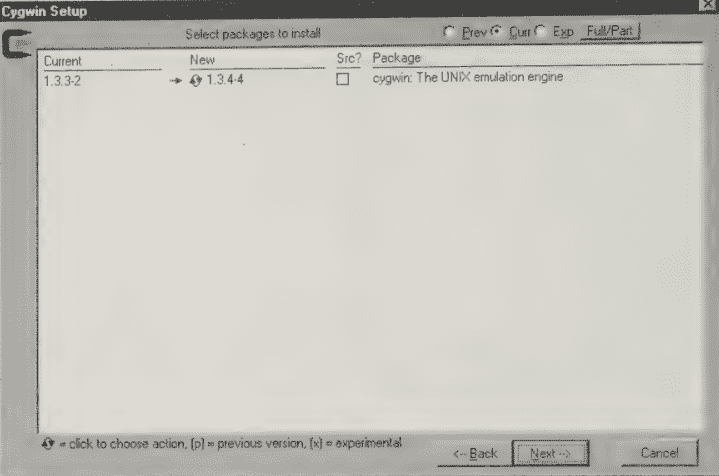 Cygwin Setup
Select packages to install
Prev Curr Exp Full/Part
Current New Src? Package
1.3.3-2 1.3.4-4 cygwin: The UNIX emulation engine
= click to choose action, (p) = previous version, (x) = experimental
<-- Back Next --> Cancel